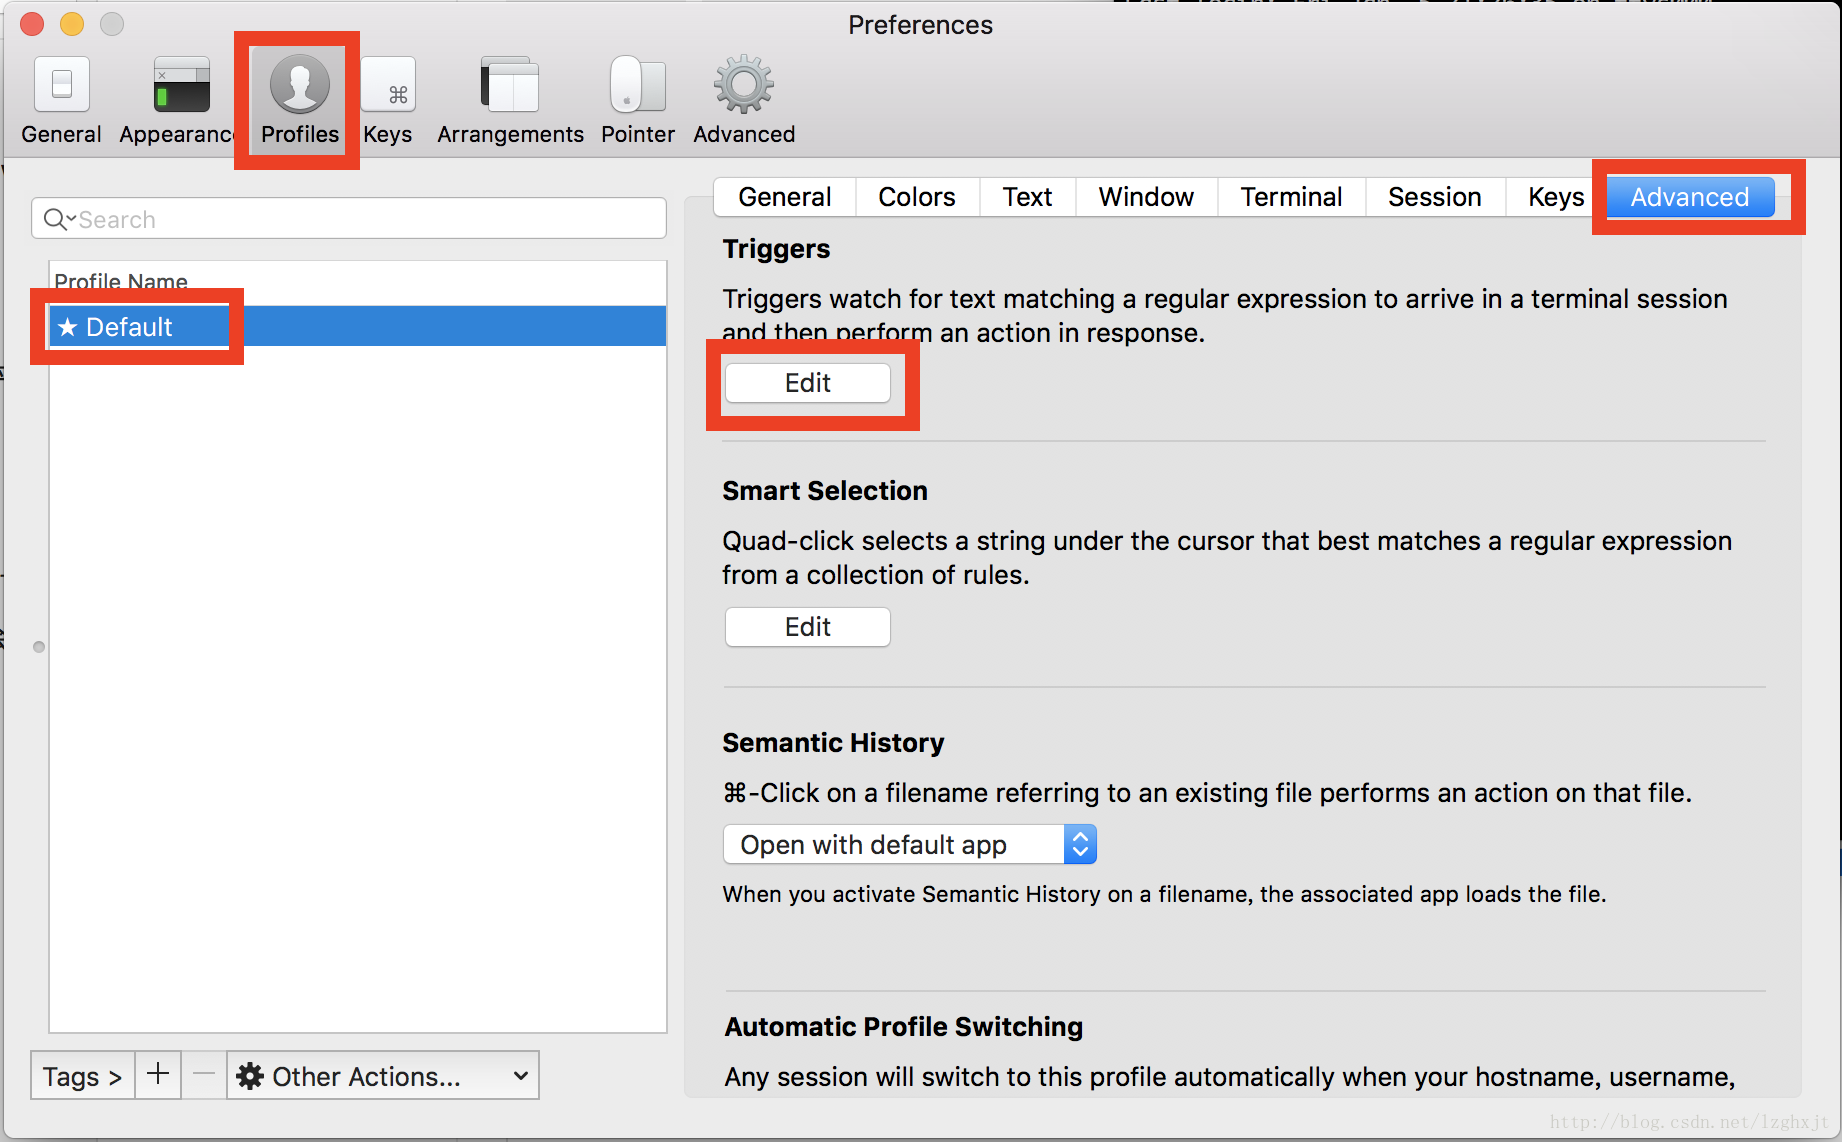 Preferences
General Appearance Profiles Keys Arrangements Pointer Advanced
General Colors Text Window Terminal Session Keys Advanced
Search
Profile Name
★ Default
Triggers
Triggers watch for text matching a regular expression to arrive in a terminal session
and then perform an action in response.
Edit
Smart Selection
Quad-click selects a string under the cursor that best matches a regular expression
from a collection of rules.
Edit
Semantic History
⌘-Click on a filename referring to an existing file performs an action on that file.
Open with default app
When you activate Semantic History on a filename, the associated app loads the file.
Automatic Profile Switching
Any session will switch to this profile automatically when your hostname, username,
Tags > + — Other Actions...
http://blog.csdn.net/lzghxjt